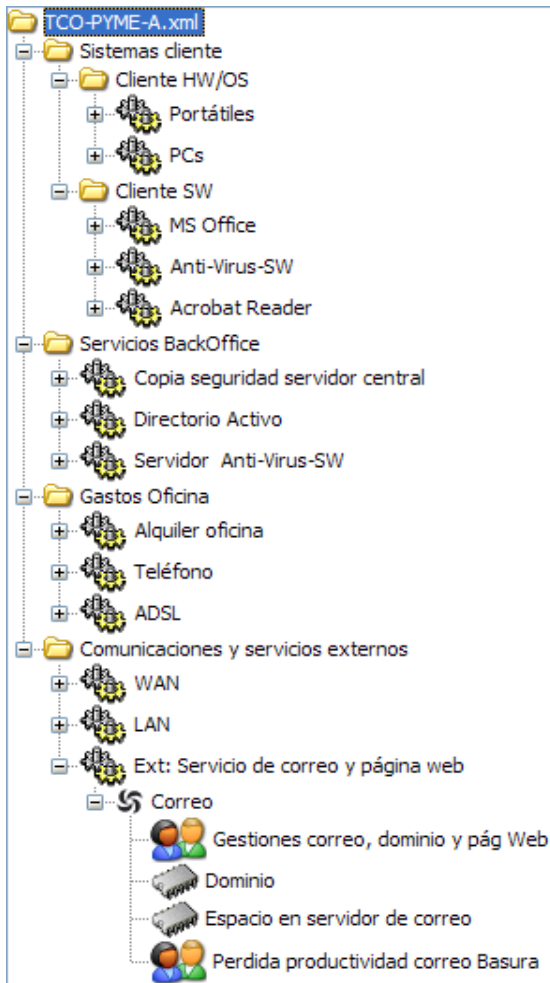 TCO-PYME-A.xml
Sistemas cliente
Cliente HW/OS
Portátiles
PCs
Cliente SW
MS Office
Anti-Virus-SW
Acrobat Reader
Servicios BackOffice
Copia seguridad servidor central
Directorio Activo
Servidor Anti-Virus-SW
Gastos Oficina
Alquiler oficina
Teléfono
ADSL
Comunicaciones y servicios externos
WAN
LAN
Ext: Servicio de correo y página web
Correo
Gestiones correo, dominio y pág Web
Dominio
Espacio en servidor de correo
Perdida productividad correo Basura